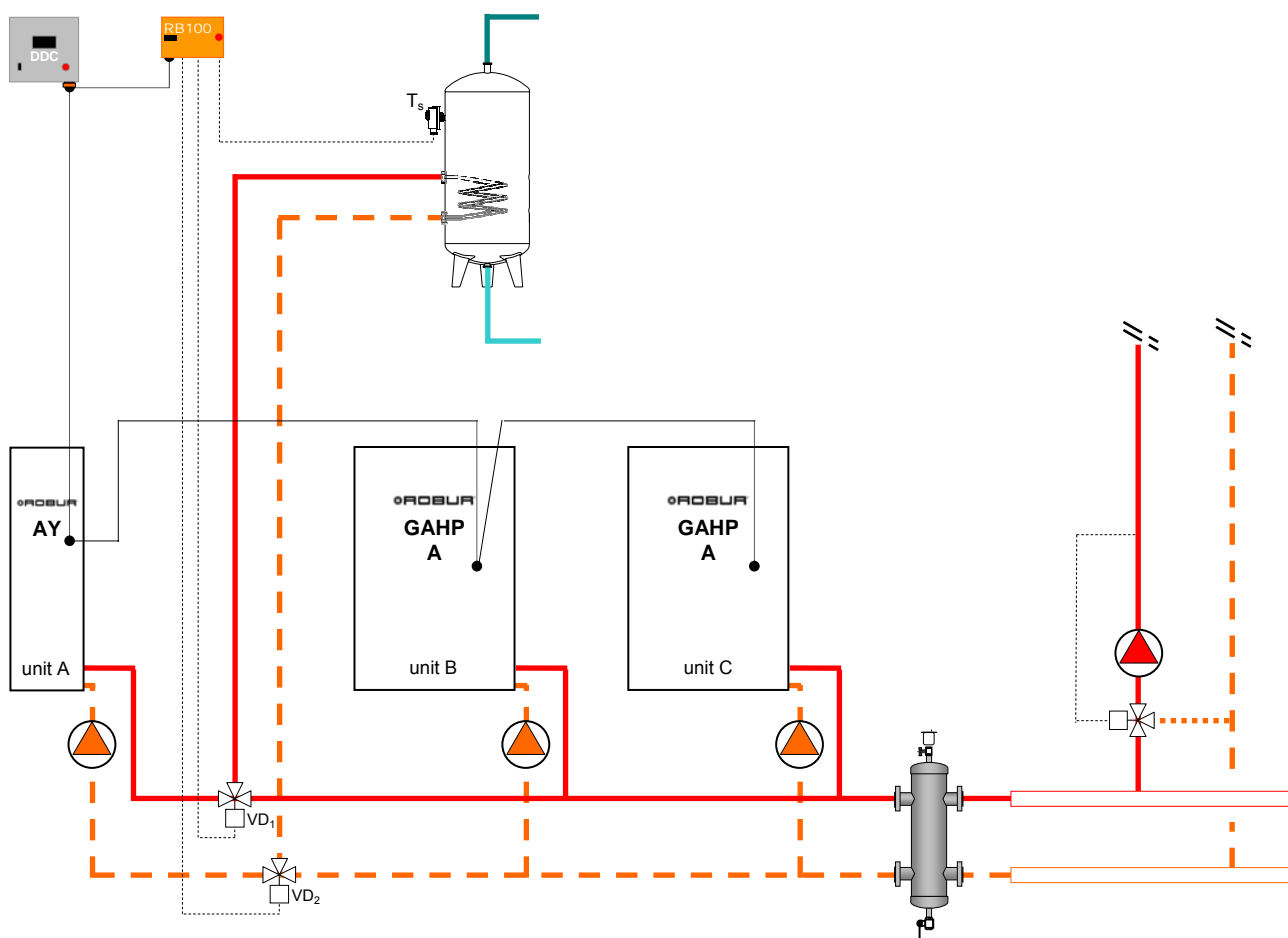 DDC
RB100
Ts
ROBUR
AY
unit A
ROBUR
GAHP
A
unit B
ROBUR
GAHP
A
unit C
VD1
VD2